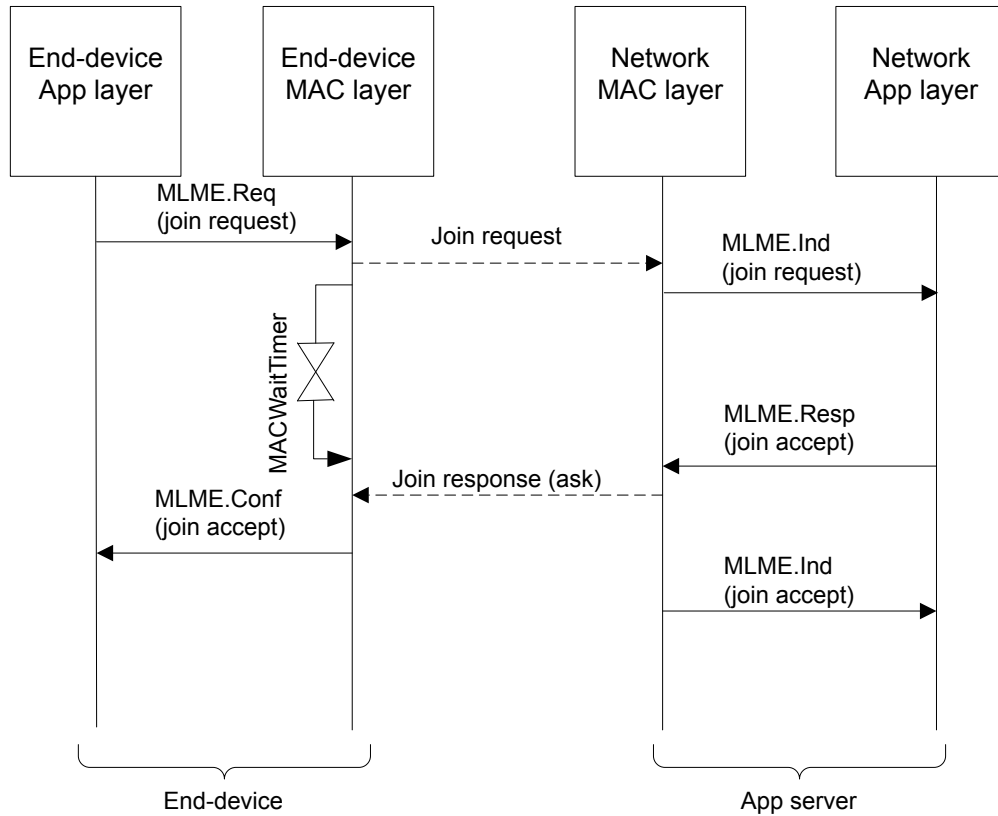 End-device
App layer
End-device
MAC layer
Network
MAC layer
Network
App layer
MLME.Req
(join request)
Join request
MLME.Ind
(join request)
MACWaitTimer
MLME.Resp
(join accept)
Join response (ask)
MLME.Conf
(join accept)
MLME.Ind
(join accept)
End-device
App server